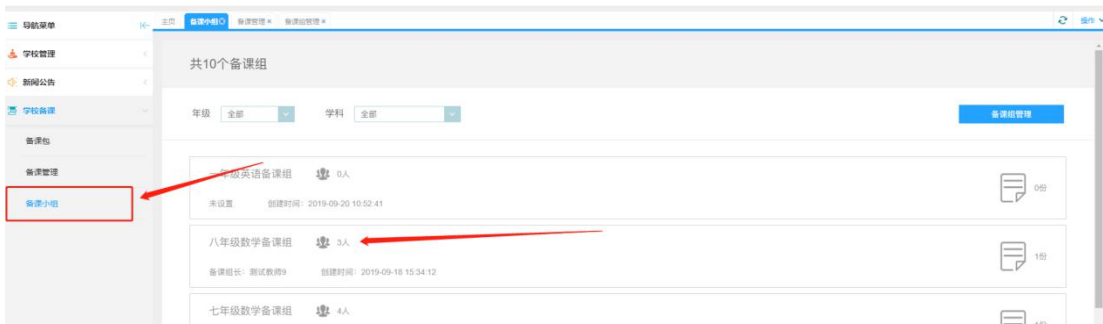 导航菜单
主页 备课小组 备课管理 × 备课组管理 × 操作
学校管理
新闻公告
学校备课
备课包
备课管理
备课小组
共10个备课组
年级 全部 学科 全部 备课组管理
一年级英语备课组 0人 0份
未设置 创建时间：2019-09-20 10:52:41
八年级数学备课组 3人 1份
备课组长：测试教师9 创建时间：2019-09-18 15:34:12
七年级数学备课组 4人